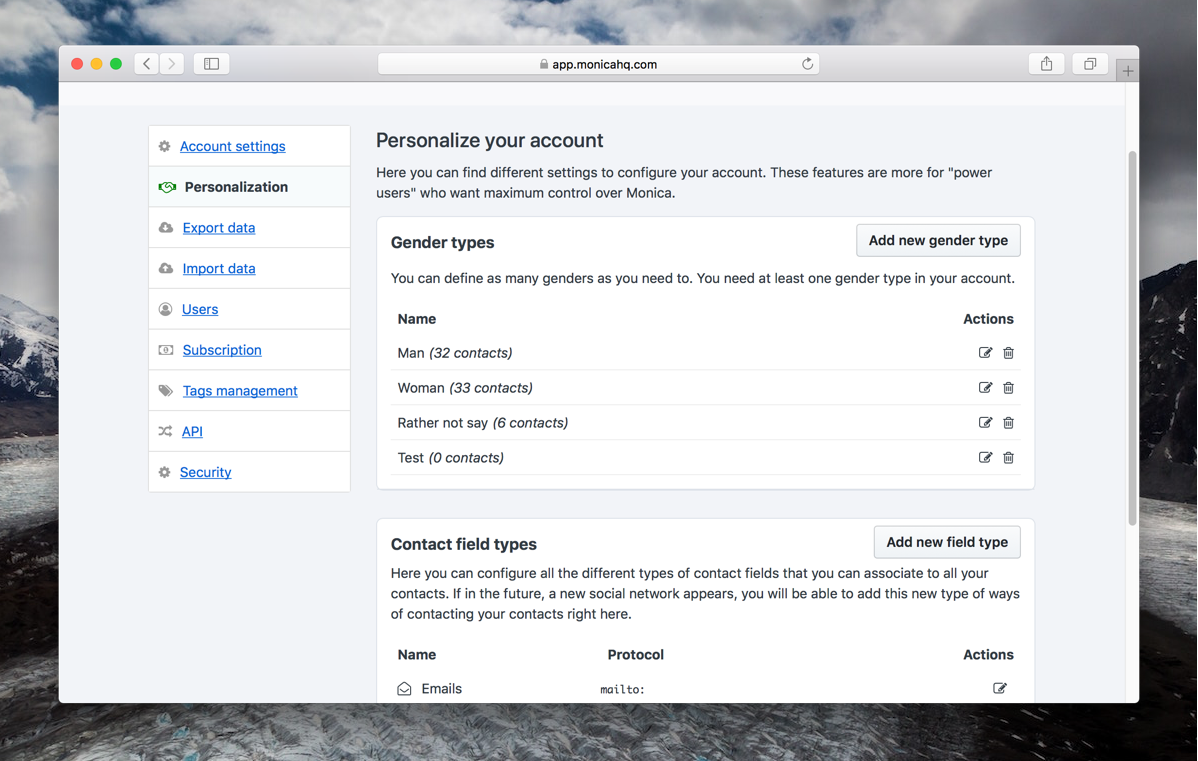 app.monicahq.com
Account settings
Personalization
Export data
Import data
Users
Subscription
Tags management
API
Security
Personalize your account
Here you can find different settings to configure your account. These features are more for "power
users" who want maximum control over Monica.
Gender types
Add new gender type
You can define as many genders as you need to. You need at least one gender type in your account.
Name Actions
Man (32 contacts)
Woman (33 contacts)
Rather not say (6 contacts)
Test (0 contacts)
Contact field types
Add new field type
Here you can configure all the different types of contact fields that you can associate to all your
contacts. If in the future, a new social network appears, you will be able to add this new type of ways
of contacting your contacts right here.
Name Protocol Actions
Emails mailto: